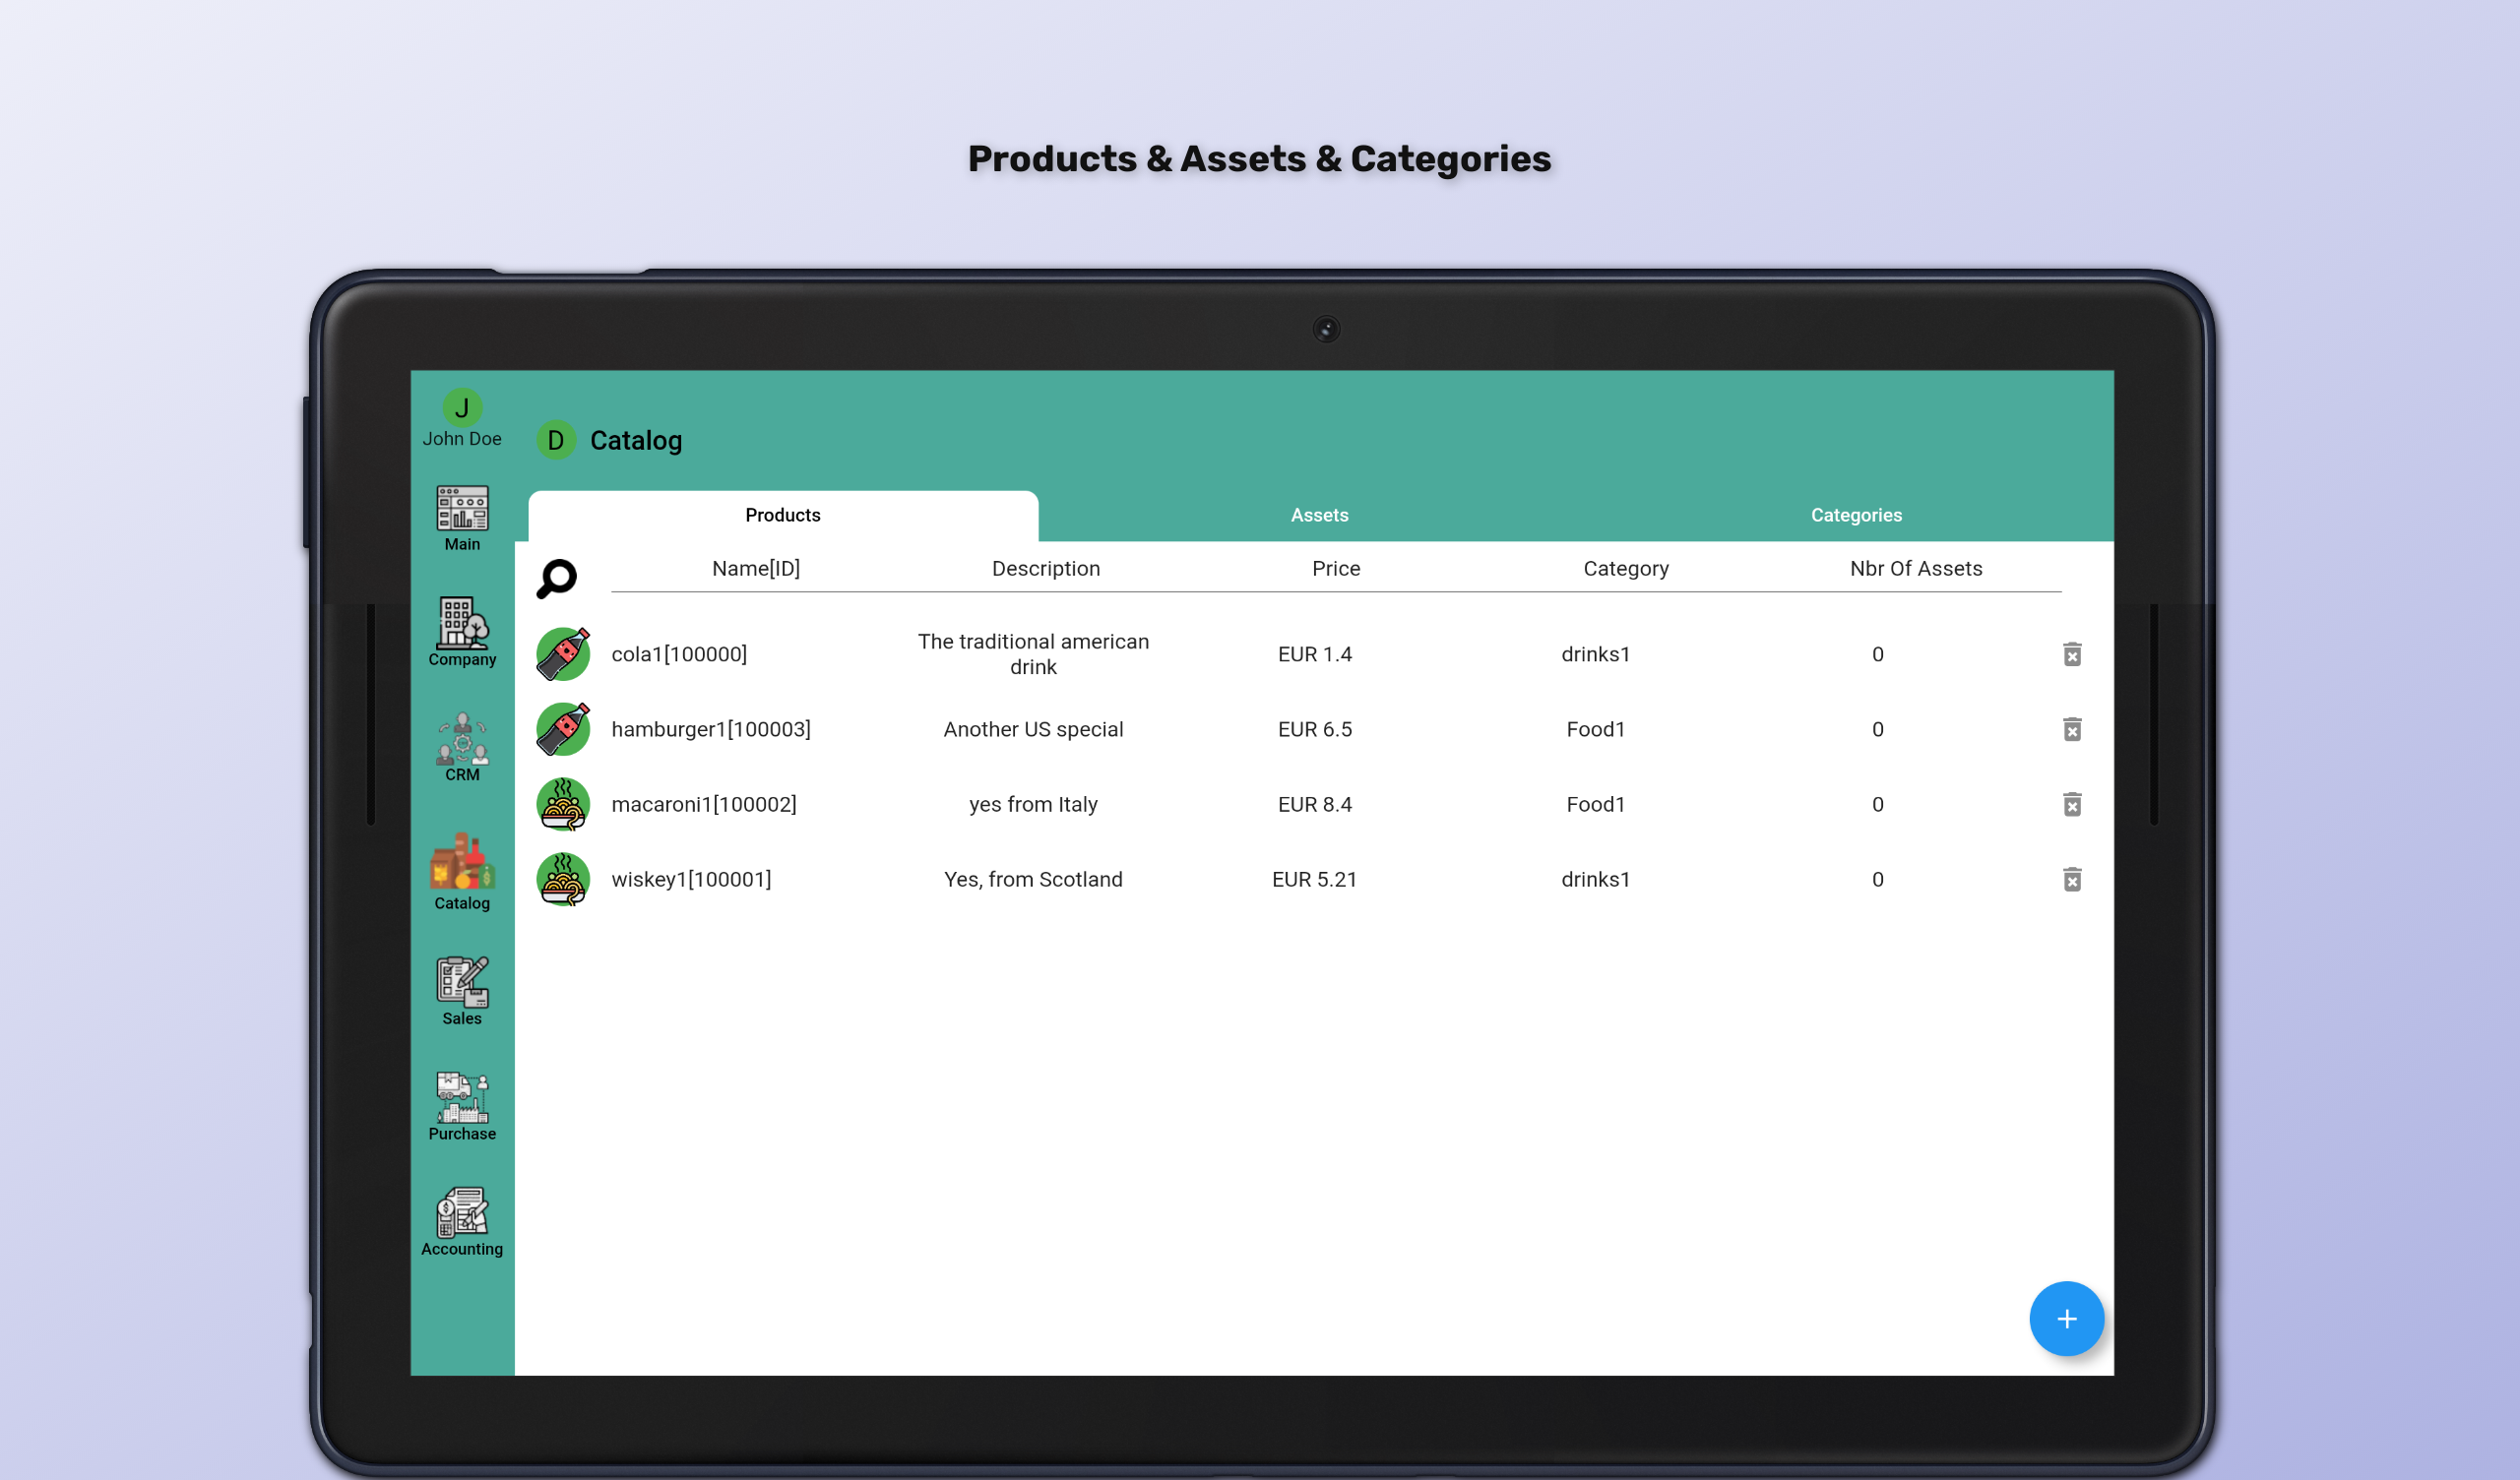 Products & Assets & Categories
J
John Doe
D Catalog
Main
Company
CRM
Catalog
Sales
Purchase
Accounting
Products Assets Categories
Name[ID] Description Price Category Nbr Of Assets
cola1[100000] The traditional american
drink EUR 1.4 drinks1 0
hamburger1[100003] Another US special EUR 6.5 Food1 0
macaroni1[100002] yes from Italy EUR 8.4 Food1 0
wiskey1[100001] Yes, from Scotland EUR 5.21 drinks1 0
+